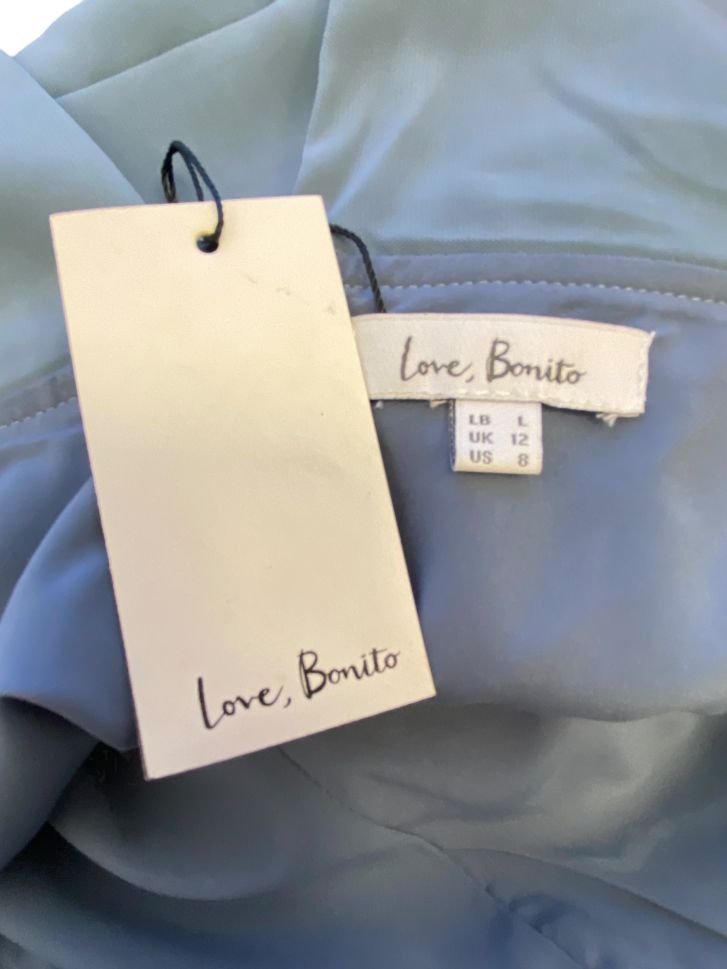 Love, Bonito
LB L
UK 12
US 8
Love, Bonito